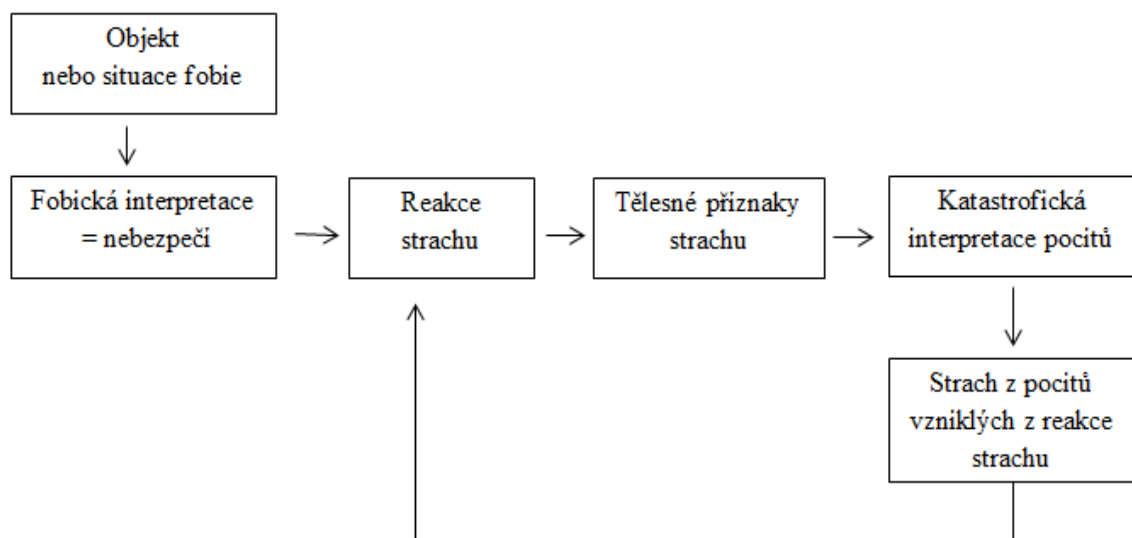 Objekt
nebo situace fobie
Fobická interpretace
= nebezpečí
Reakce
strachu
Tělesné příznaky
strachu
Katastrofická
interpretace pocitů
Strach z pocitů
vzniklých z reakce
strachu